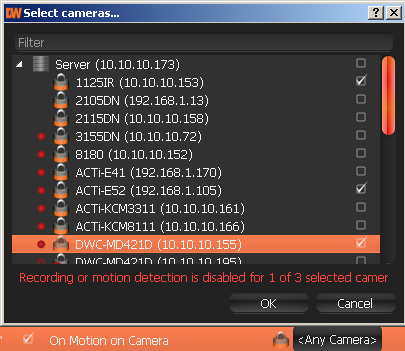 DW Select cameras...
?
Filter
Server (10.10.10.173)
1125IR (10.10.10.153)
2105DN (192.168.1.13)
2115DN (10.10.10.158)
3155DN (10.10.10.72)
8180 (10.10.10.152)
ACTi-E41 (192.168.1.170)
ACTi-E52 (192.168.1.105)
ACTi-KCM3311 (10.10.10.161)
ACTi-KCM8111 (10.10.10.166)
DWC-MD421D (10.10.10.155)
DWC-MD421D (10.10.10.195)
Recording or motion detection is disabled for 1 of 3 selected camer
OK Cancel
On Motion on Camera <Any Camera>